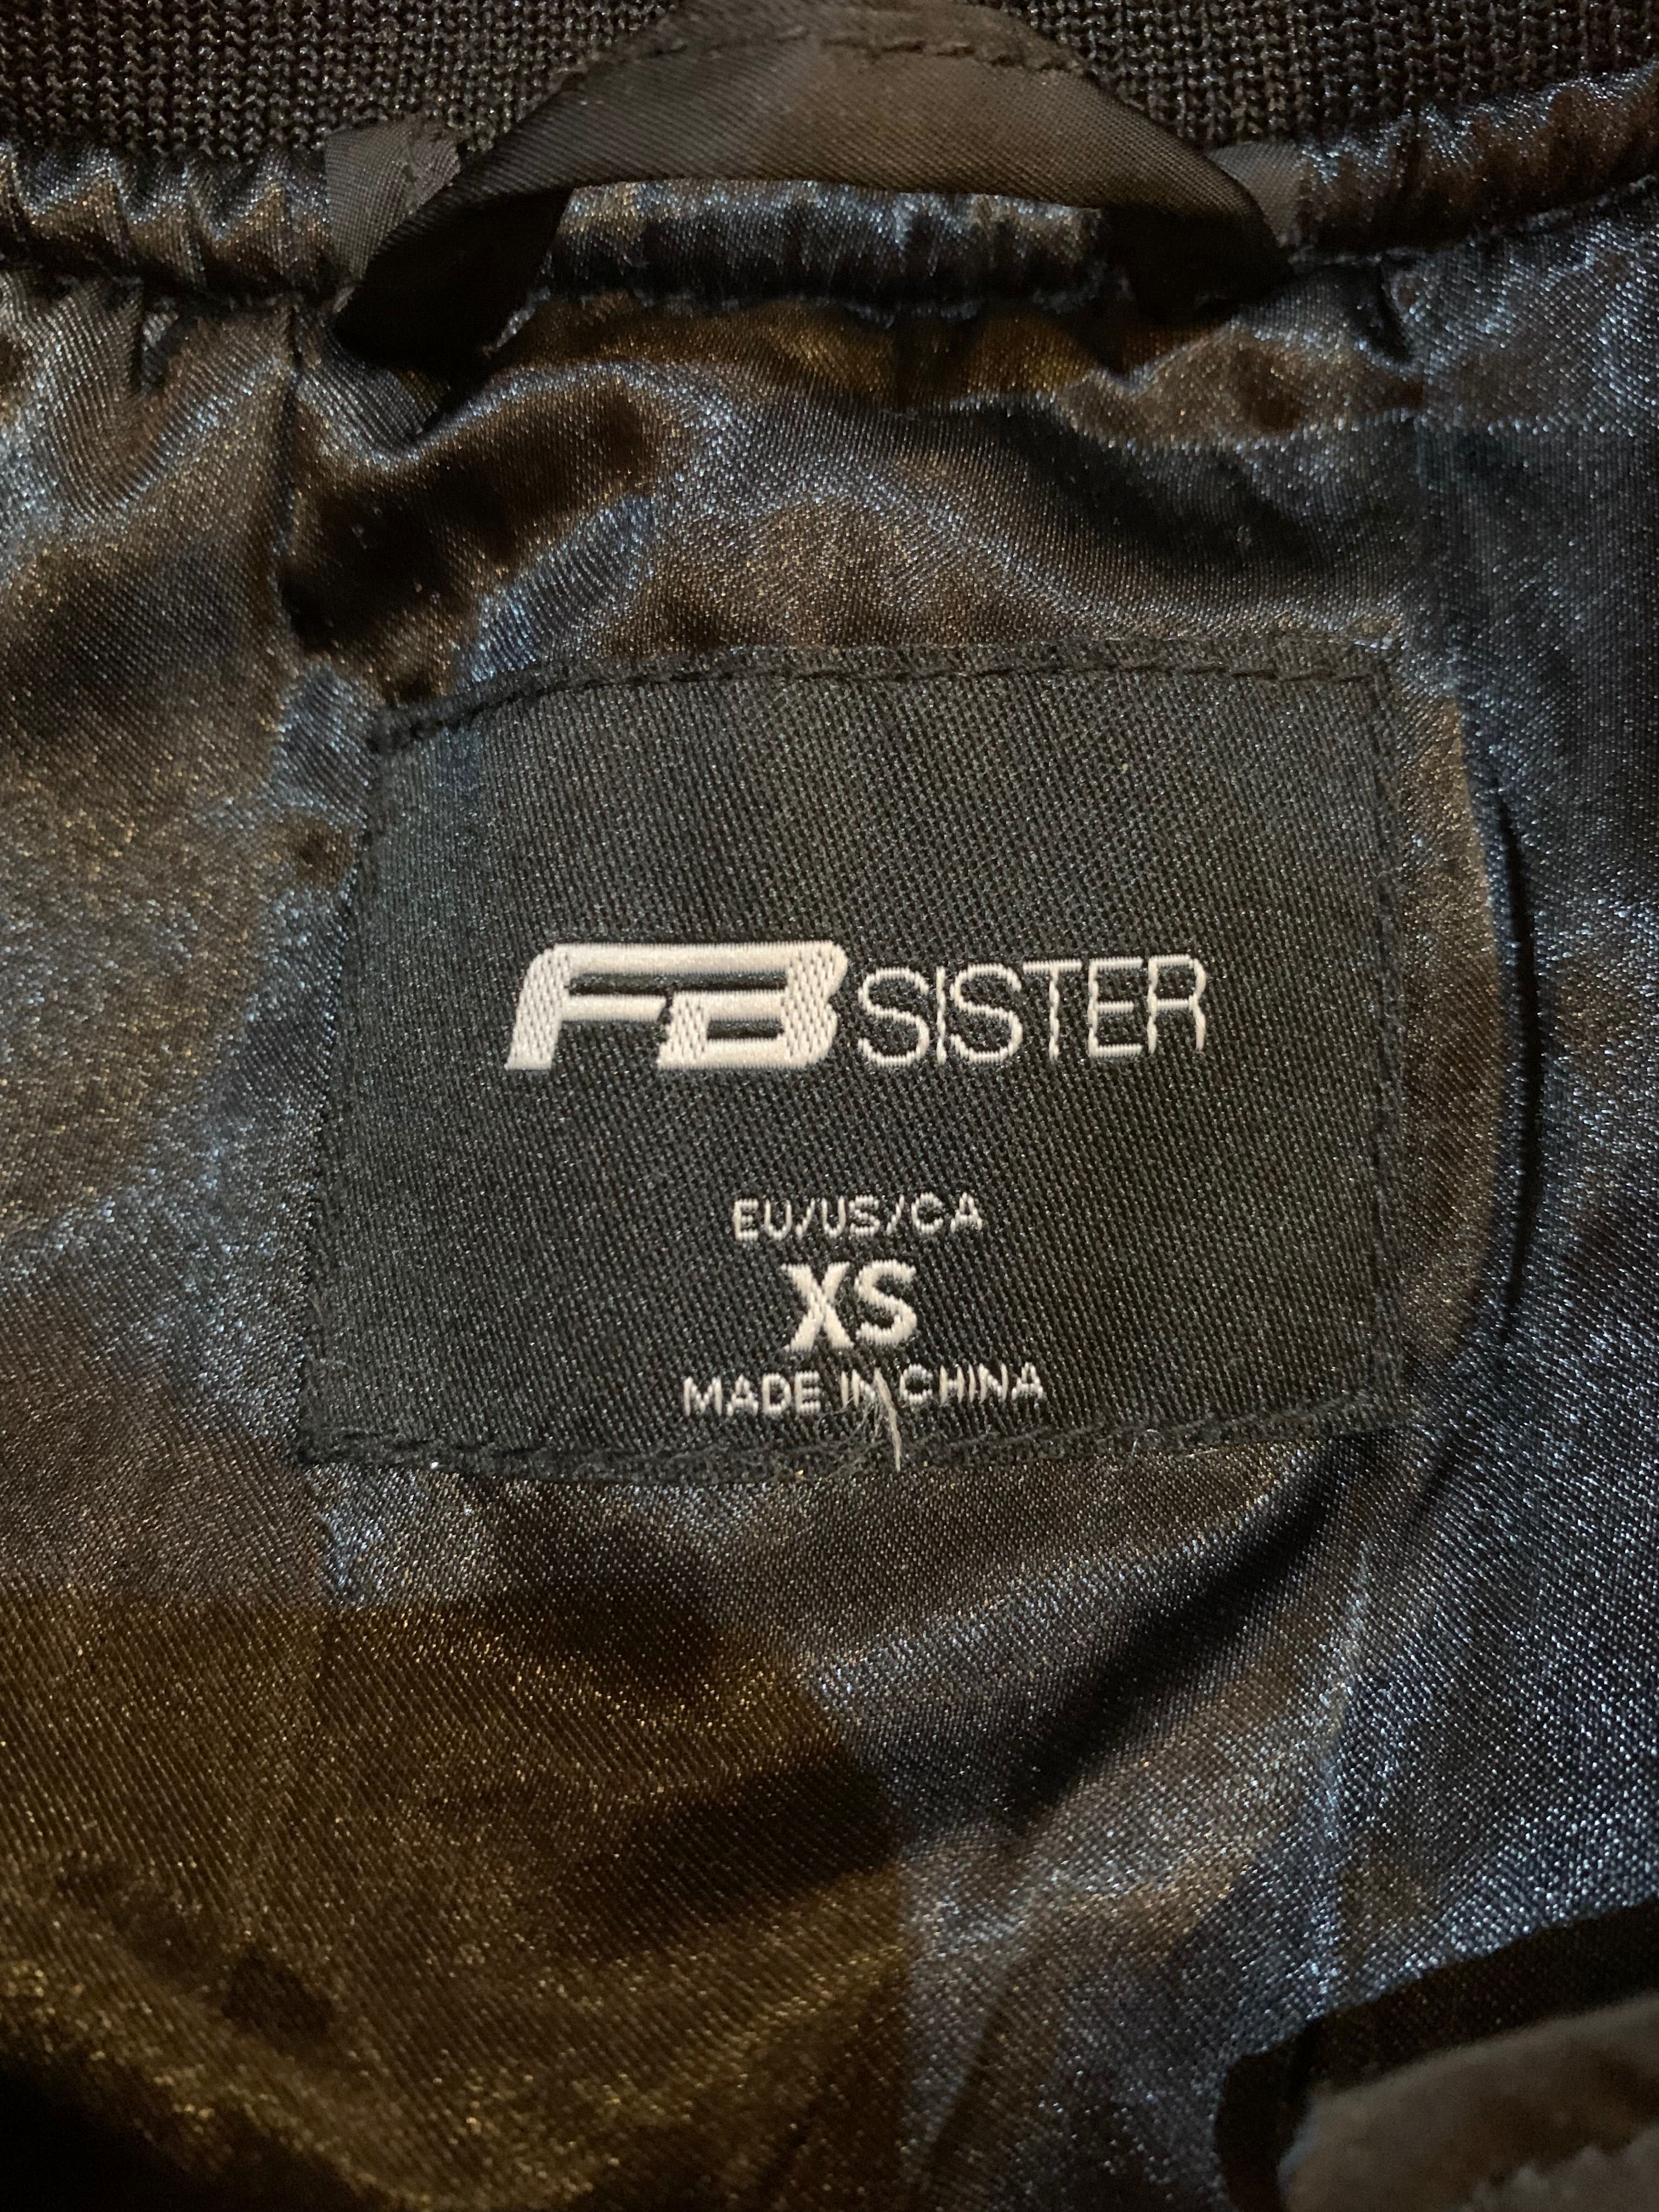 FB SISTER
EU/US/CA
XS
MADE IN CHINA